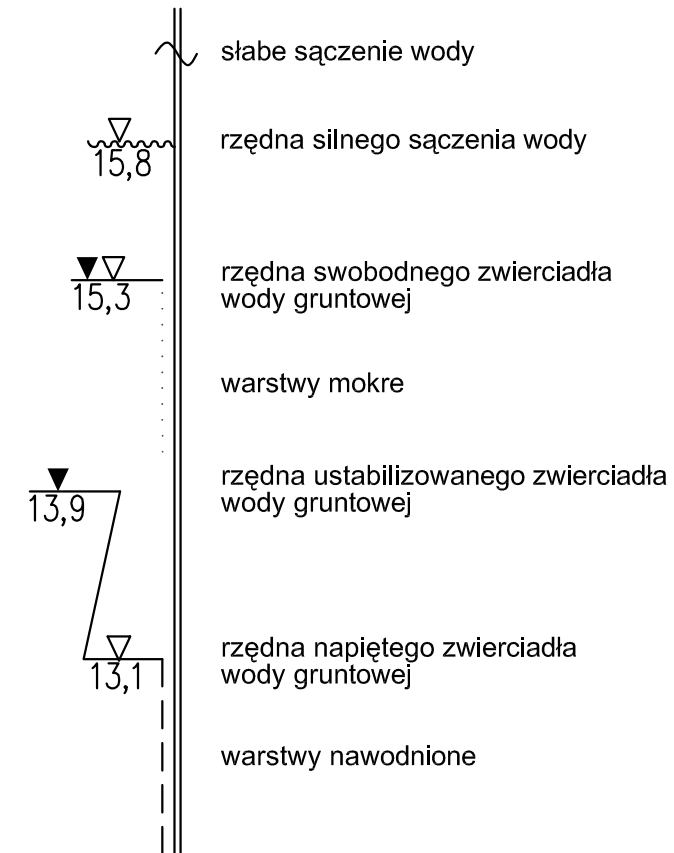 słabe sączenie wody
rzędna silnego sączenia wody
15,8
rzędna swobodnego zwierciadła
wody gruntowej
15,3
warstwy mokre
rzędna ustabilizowanego zwierciadła
wody gruntowej
13,9
rzędna napiętego zwierciadła
wody gruntowej
13,1
warstwy nawodnione